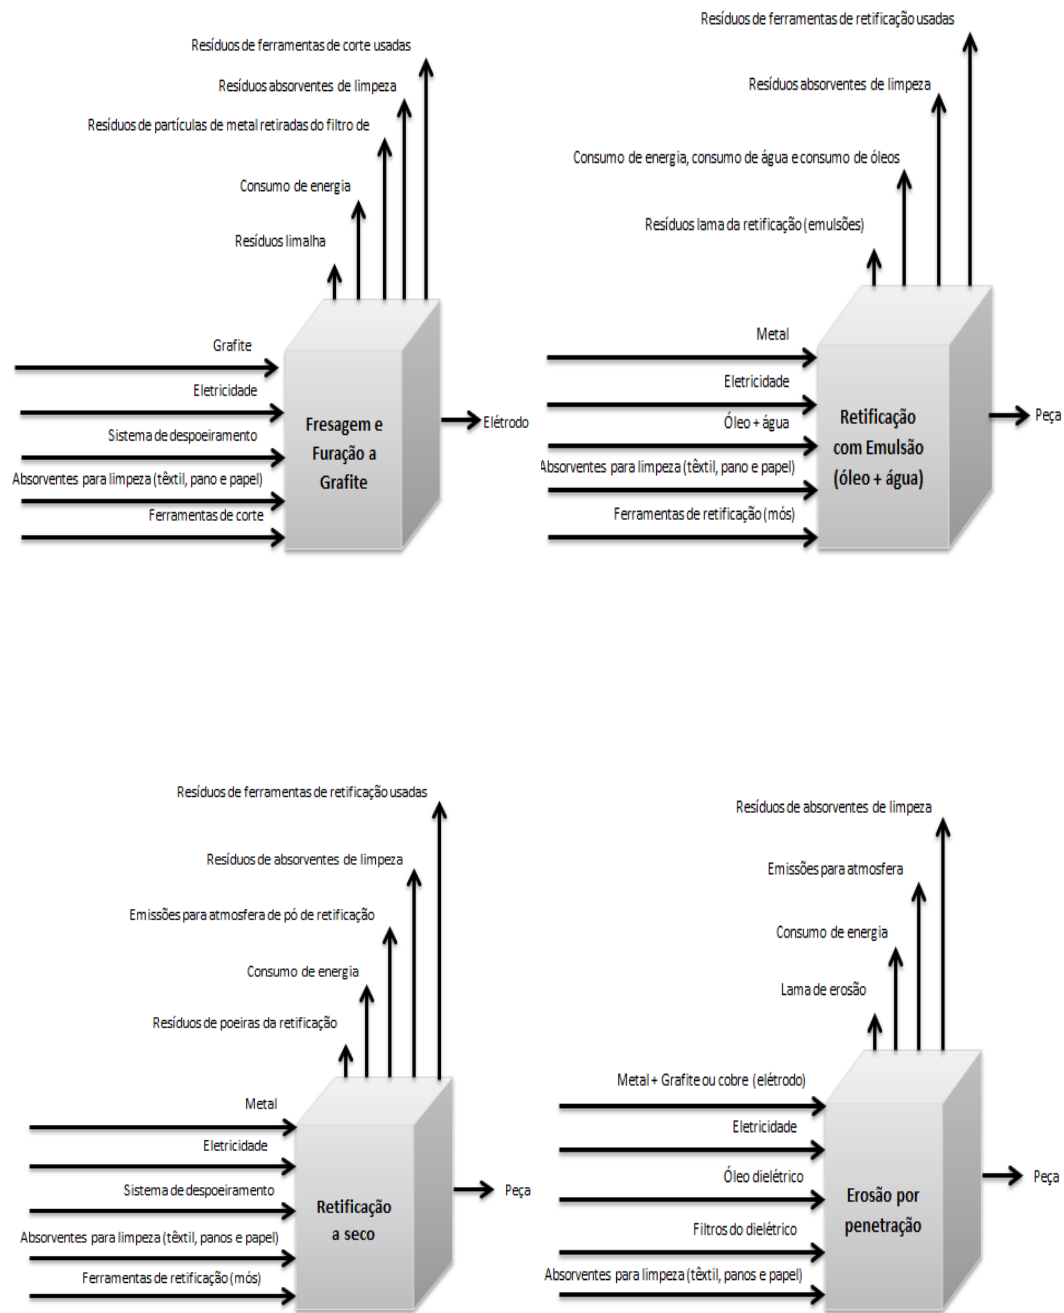 Resíduos de ferramentas de corte usadas
Resíduos absorventes de limpeza
Resíduos de partículas de metal retiradas do filtro de
Consumo de energia
Resíduos limalha
Grafite
Eletricidade
Sistema de despoeiramento
Absorventes para limpeza (têxtil, pano e papel)
Ferramentas de corte
Fresagem e
Furação a
Grafite
Elétrodo
Resíduos de ferramentas de retificação usadas
Resíduos absorventes de limpeza
Consumo de energia, consumo de água e consumo de óleos
Resíduos lama da retificação (emulsões)
Metal
Eletricidade
Óleo + água
Absorventes para limpeza (têxtil, pano e papel)
Ferramentas de retificação (mós)
Retificação
com Emulsão
(óleo + água)
Peça
Resíduos de ferramentas de retificação usadas
Resíduos de absorventes de limpeza
Emissões para atmosfera de pó de retificação
Consumo de energia
Resíduos de poeiras da retificação
Metal
Eletricidade
Sistema de despoeiramento
Absorventes para limpeza (têxtil, panos e papel)
Ferramentas de retificação (mós)
Retificação
a seco
Peça
Resíduos de absorventes de limpeza
Emissões para atmosfera
Consumo de energia
Lama de erosão
Metal + Grafite ou cobre (elétrodo)
Eletricidade
Óleo dielétrico
Filtros do dielétrico
Absorventes para limpeza (têxtil, panos e papel)
Erosão por
penetração
Peça